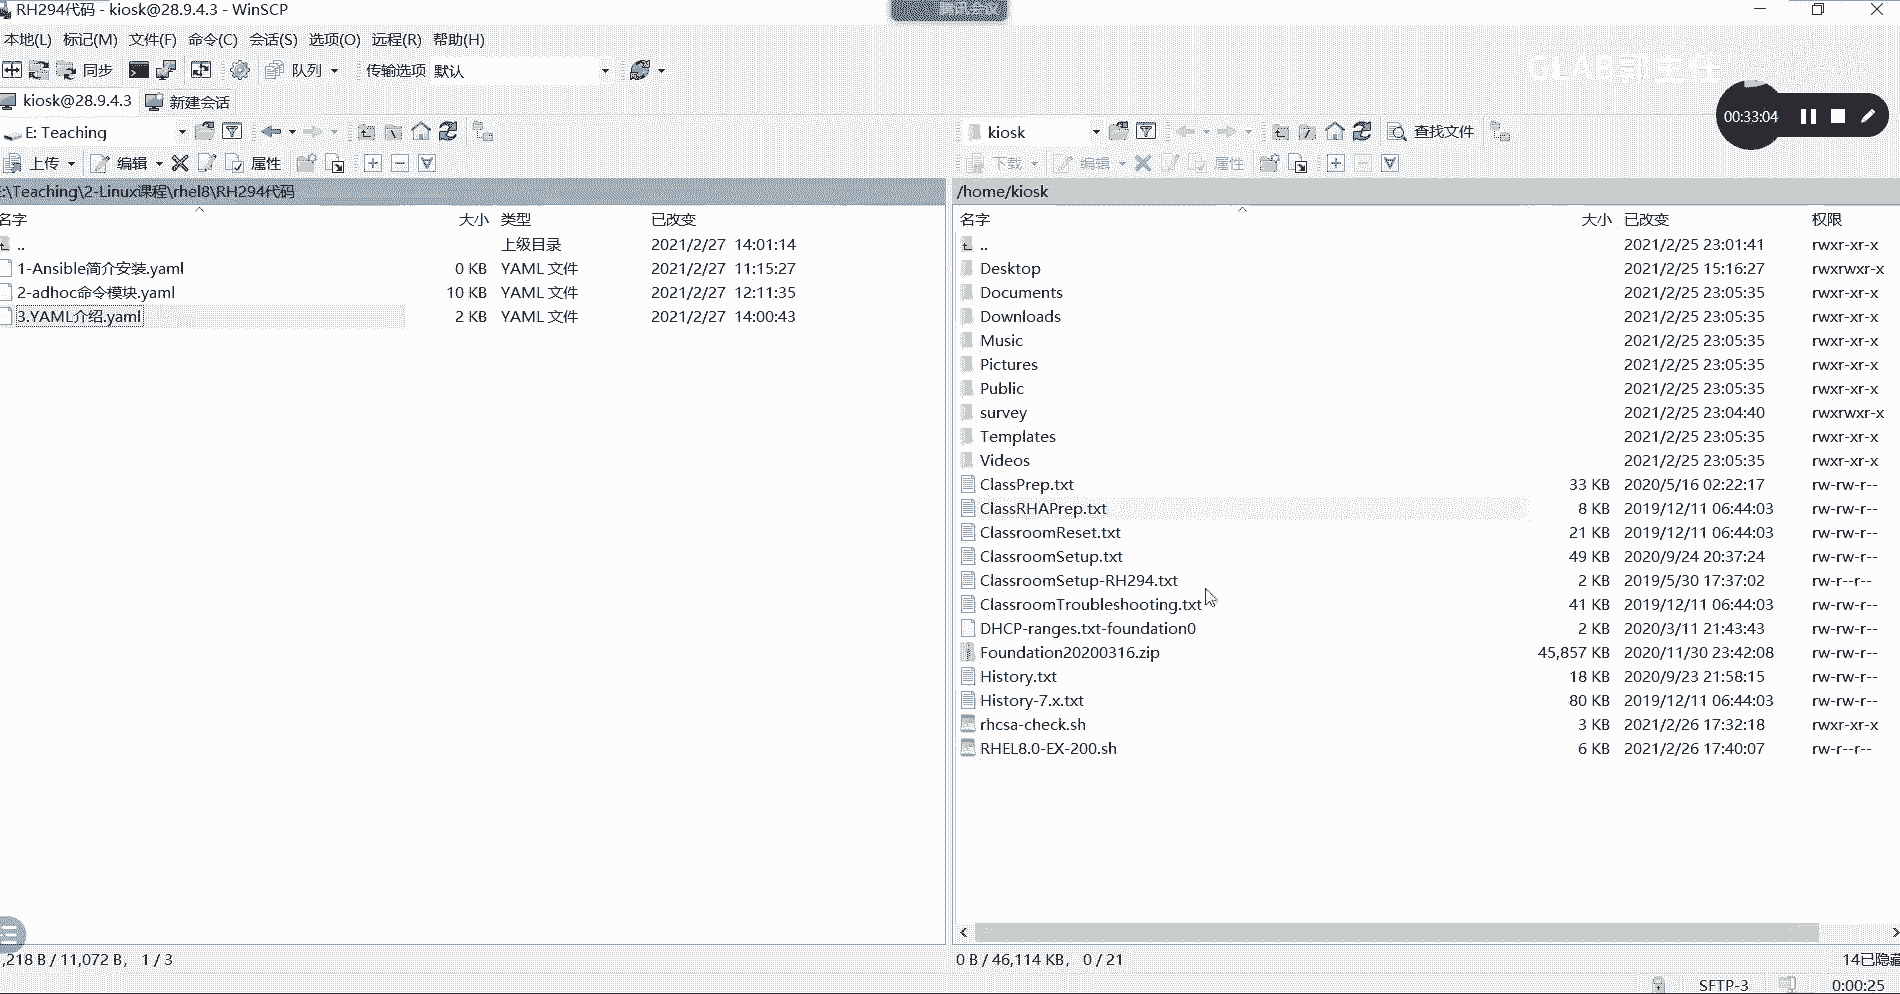 RH294代码 - kiosk@28.9.4.3 - WinSCP
腾讯会议
本地(L) 标记(M) 文件(F) 命令(C) 会话(S) 选项(O) 远程(R) 帮助(H)
同步 队列 传输选项 默认
GLAB郭主任
kiosk@28.9.4.3 新建会话
00:33:04
E: Teaching
kiosk 查找文件
上传 编辑 属性
下载 编辑 属性
:\Teaching\2-Linux课程\rhel8\RH294代码
/home/kiosk
名字 大小 类型 已改变
.. 上级目录 2021/2/27 14:01:14
1-Ansible简介安装.yaml 0 KB YAML 文件 2021/2/27 11:15:27
2-adhoc命令模块.yaml 10 KB YAML 文件 2021/2/27 12:11:35
3.YAML介绍.yaml 2 KB YAML 文件 2021/2/27 14:00:43
名字 大小 已改变 权限
.. 2021/2/25 23:01:41 rwxr-xr-x
Desktop 2021/2/25 15:16:27 rwxrwxr-x
Documents 2021/2/25 23:05:35 rwxr-xr-x
Downloads 2021/2/25 23:05:35 rwxr-xr-x
Music 2021/2/25 23:05:35 rwxr-xr-x
Pictures 2021/2/25 23:05:35 rwxr-xr-x
Public 2021/2/25 23:05:35 rwxr-xr-x
survey 2021/2/25 23:04:40 rwxrwxr-x
Templates 2021/2/25 23:05:35 rwxr-xr-x
Videos 2021/2/25 23:05:35 rwxr-xr-x
ClassPrep.txt 33 KB 2020/5/16 02:22:17 rw-rw-r--
ClassRHAPrep.txt 8 KB 2019/12/11 06:44:03 rw-rw-r--
ClassroomReset.txt 21 KB 2019/12/11 06:44:03 rw-rw-r--
ClassroomSetup.txt 49 KB 2020/9/24 20:37:24 rw-rw-r--
ClassroomSetup-RH294.txt 2 KB 2019/5/30 17:37:02 rw-r--r--
ClassroomTroubleshooting.txt 41 KB 2019/12/11 06:44:03 rw-rw-r--
DHCP-ranges.txt-foundation0 2 KB 2020/3/11 21:43:43 rw-rw-r--
Foundation20200316.zip 45,857 KB 2020/11/30 23:42:08 rw-rw-r--
History.txt 18 KB 2020/9/23 21:58:15 rw-rw-r--
History-7.x.txt 80 KB 2019/12/11 06:44:03 rw-rw-r--
rhcsa-check.sh 3 KB 2021/2/26 17:32:18 rwxr-xr-x
RHEL8.0-EX-200.sh 6 KB 2021/2/26 17:40:07 rw-r--r--
,218 B / 11,072 B, 1 / 3
0 B / 46,114 KB, 0 / 21
14已隐藏
SFTP-3 0:00:25